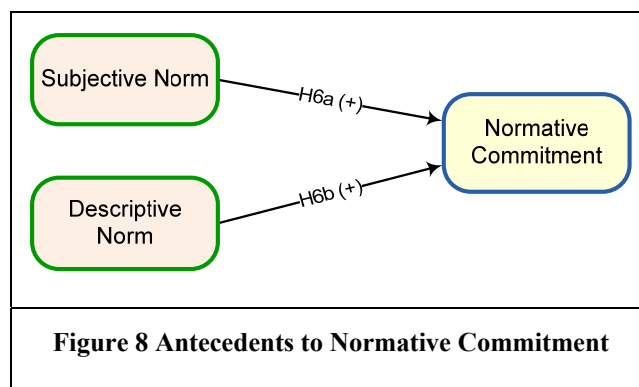 Subjective Norm
H6a (+)
Normative
Commitment
H6b (+)
Descriptive
Norm
Figure 8 Antecedents to Normative Commitment